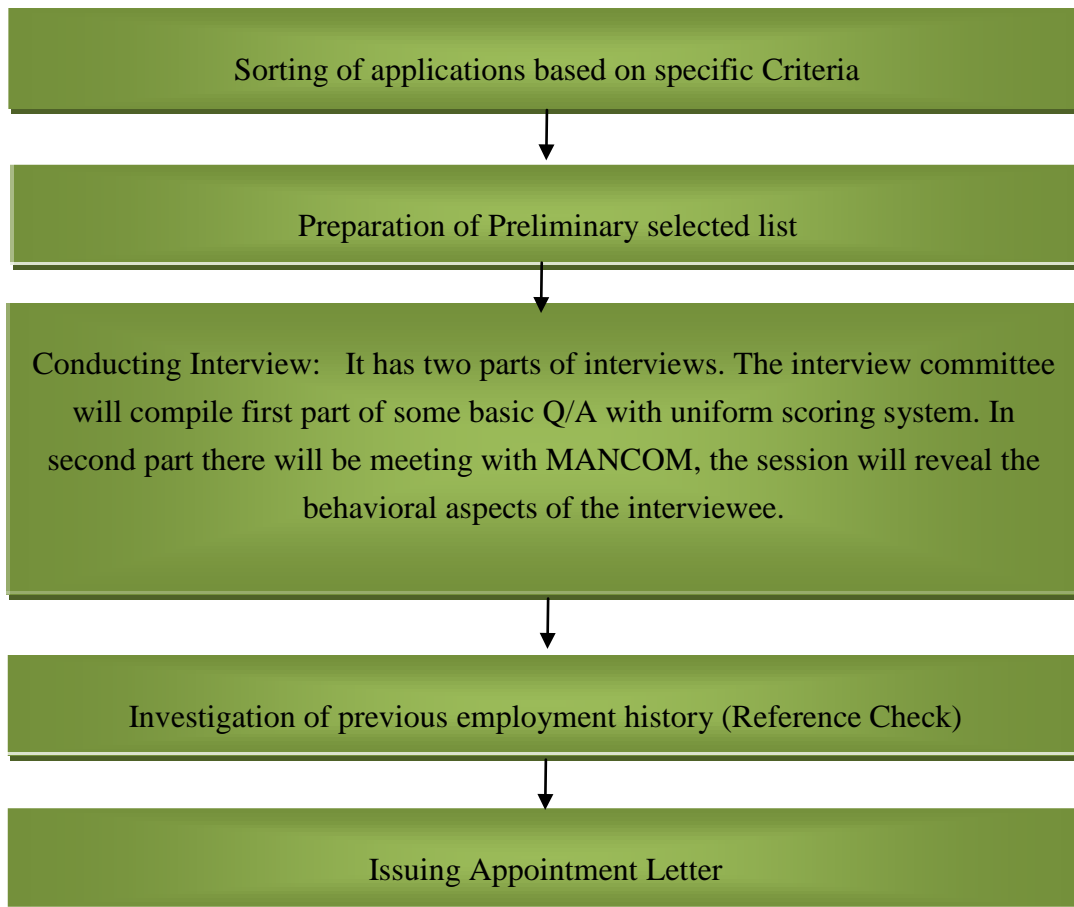 Sorting of applications based on specific Criteria
Preparation of Preliminary selected list
Conducting Interview: It has two parts of interviews. The interview committee
will compile first part of some basic Q/A with uniform scoring system. In
second part there will be meeting with MANCOM, the session will reveal the
behavioral aspects of the interviewee.
Investigation of previous employment history (Reference Check)
Issuing Appointment Letter